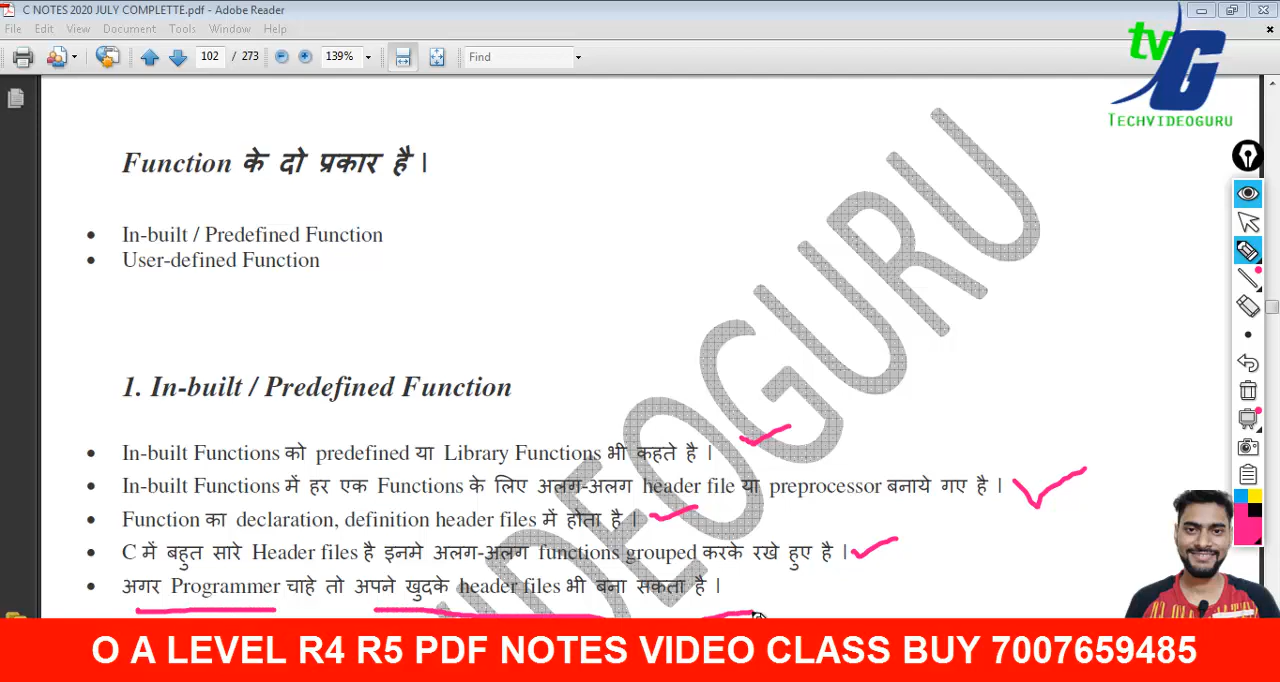 C NOTES 2020 JULY COMPLETTE.pdf - Adobe Reader
File Edit View Document Tools Window Help
102 / 273 139% Find
tvG
TECHVIDEOGURU
Function के दो प्रकार है |
• In-built / Predefined Function
• User-defined Function
1. In-built / Predefined Function
• In-built Functions को predefined या Library Functions भी कहते है |
• In-built Functions में हर एक Functions के लिए अलग-अलग header file या preprocessor बनाये गए है |
• Function का declaration, definition header files में होता है |
• C में बहुत सारे Header files है इनमे अलग-अलग functions grouped करके रखे हुए है |
• अगर Programmer चाहे तो अपने खुदके header files भी बना सकता है |
VIDEOGURU
O A LEVEL R4 R5 PDF NOTES VIDEO CLASS BUY 7007659485